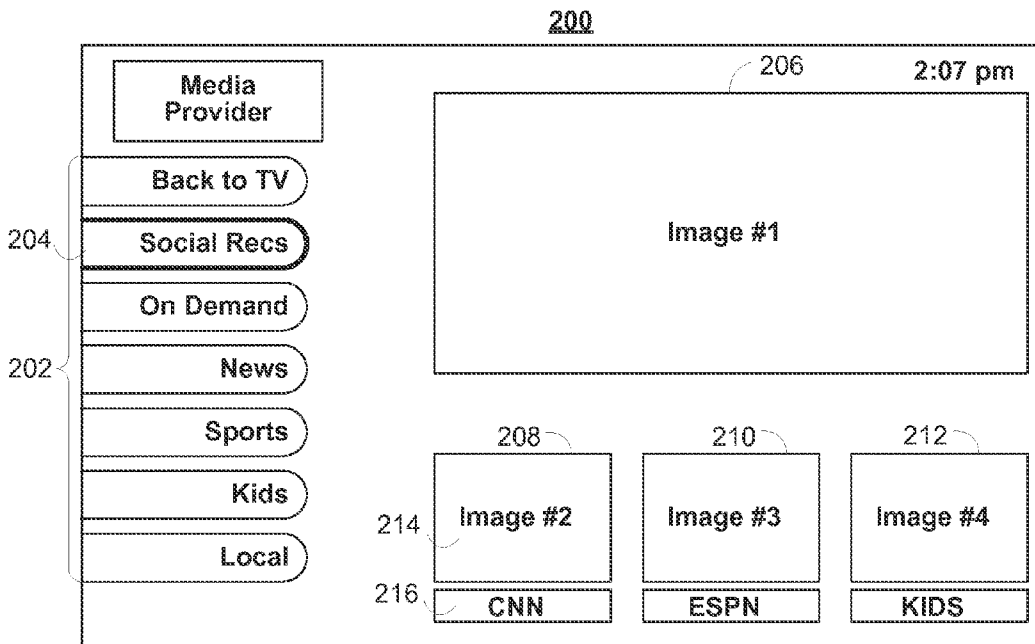 200
Media
Provider
206
2:07 pm
Back to TV
204
Social Recs
Image #1
On Demand
202
News
Sports
208
210
212
Kids
214
Image #2
Image #3
Image #4
Local
216
CNN
ESPN
KIDS